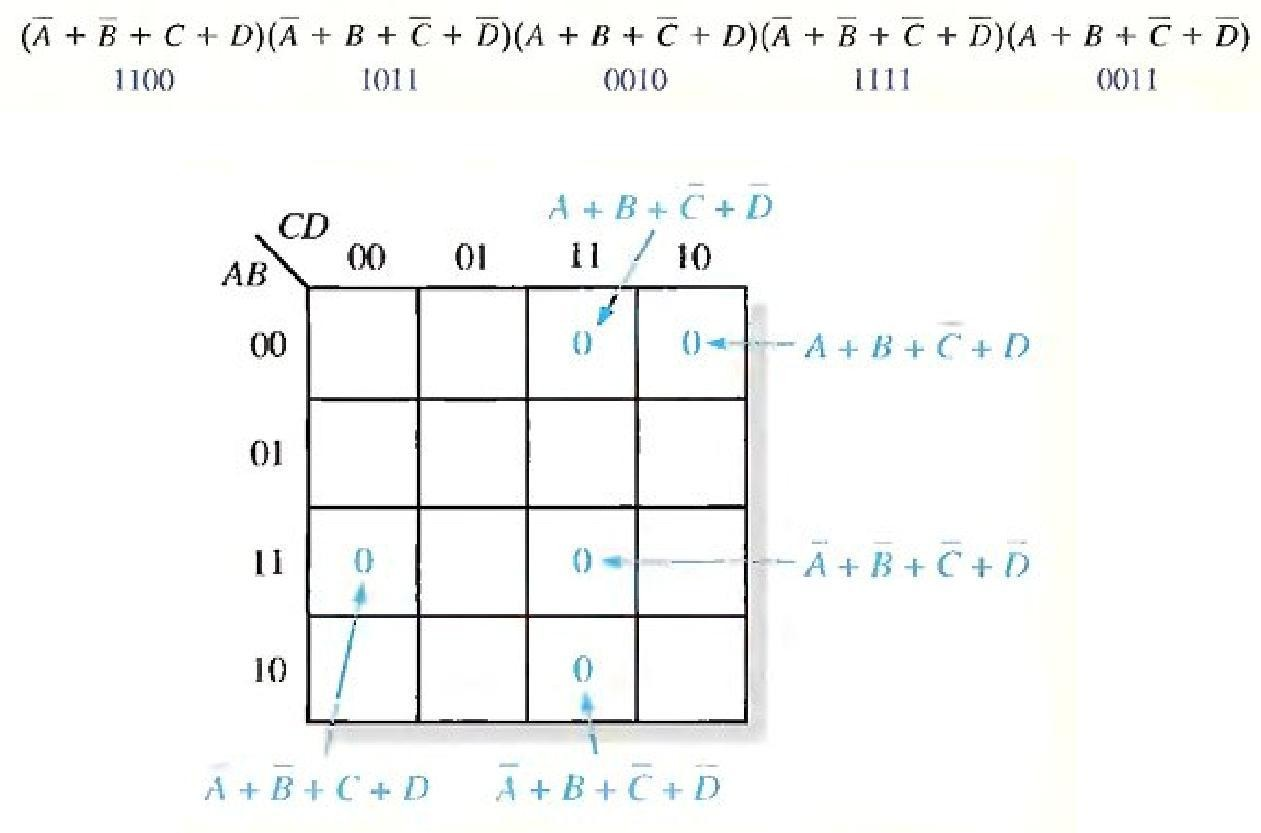 (A̅ + B̅ + C + D)(A̅ + B + C̅ + D̅)(A + B + C̅ + D)(A̅ + B̅ + C̅ + D̅)(A + B + C̅ + D̅)
1100 1011 0010 1111 0011
A + B + C̅ + D̅
CD
AB 00 01 11 10
00 0 0 A + B + C̅ + D
01
11 0 0 A̅ + B̅ + C̅ + D̅
10 0
A̅ + B̅ + C + D A̅ + B + C̅ + D̅